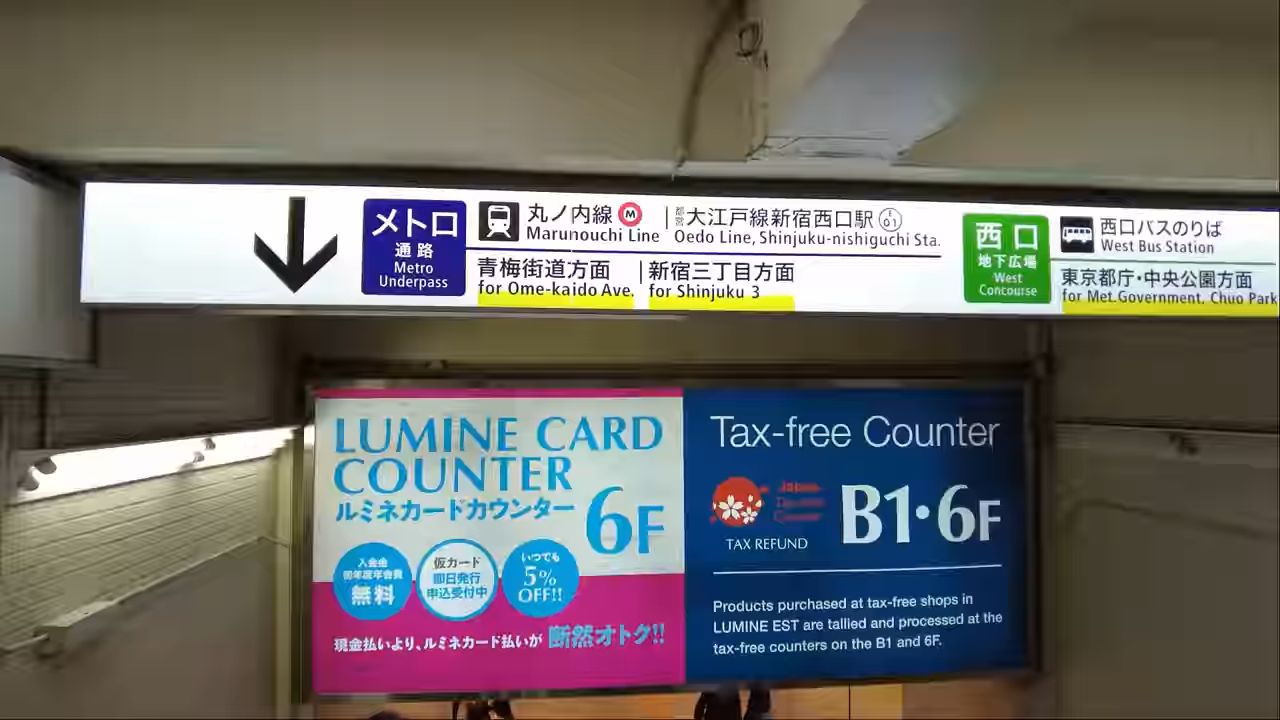 メトロ
通路
Metro
Underpass
丸ノ内線 M
Marunouchi Line
都営大江戸線新宿西口駅 E 01
Oedo Line, Shinjuku-nishiguchi Sta.
青梅街道方面
for Ome-kaido Ave.
新宿三丁目方面
for Shinjuku 3
西口
地下広場
West
Concourse
西口バスのりば
West Bus Station
東京都庁・中央公園方面
for Met.Government, Chuo Park
LUMINE CARD
COUNTER
ルミネカードカウンター
6F
入会金
初年度年会費
無料
仮カード
即日発行
申込受付中
いつでも
5%
OFF!!
現金払いより、ルミネカード払いが 断然オトク!!
Tax-free Counter
Japan
Tax-free
TAX REFUND
B1・6F
Products purchased at tax-free shops in
LUMINE EST are tallied and processed at the
tax-free counters on the B1 and 6F.